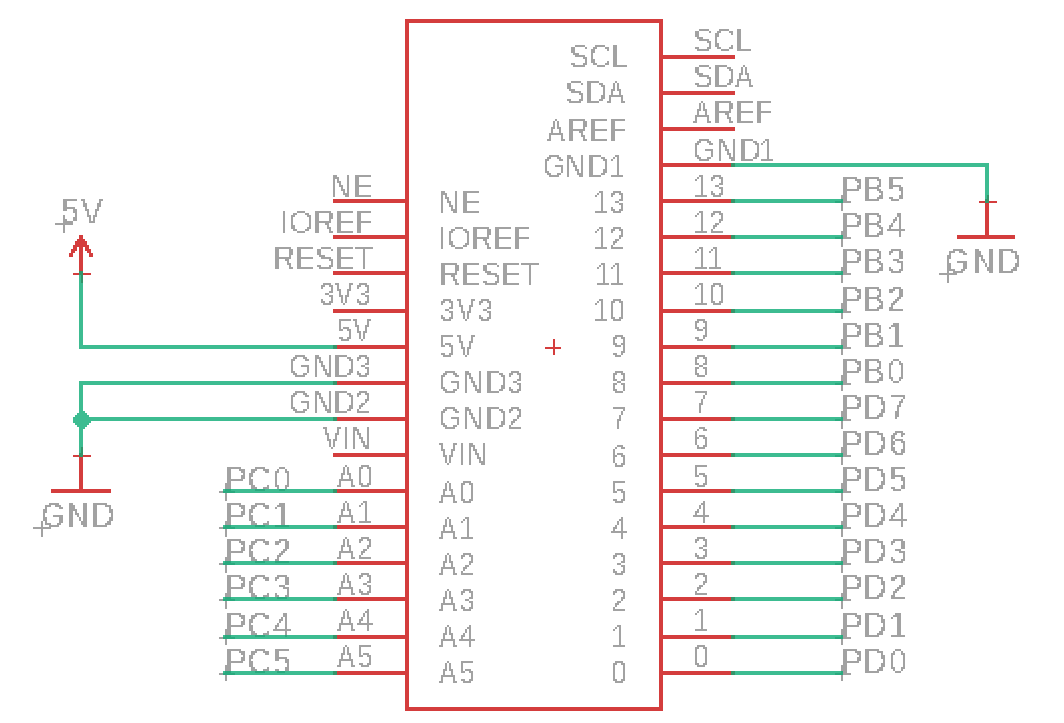 SCL SCL
SDA SDA
AREF AREF
GND1 GND1
NE NE 13 13 PB5
IOREF IOREF 12 12 PB4
5V
RESET RESET 11 11 PB3 GND
3V3 3V3 10 10 PB2
5V 5V 9 9 PB1
GND3 GND3 8 8 PB0
GND2 GND2 7 7 PD7
VIN VIN 6 6 PD6
PC0 A0 A0 5 5 PD5
GND PC1 A1 A1 4 4 PD4
PC2 A2 A2 3 3 PD3
PC3 A3 A3 2 2 PD2
PC4 A4 A4 1 1 PD1
PC5 A5 A5 0 0 PD0